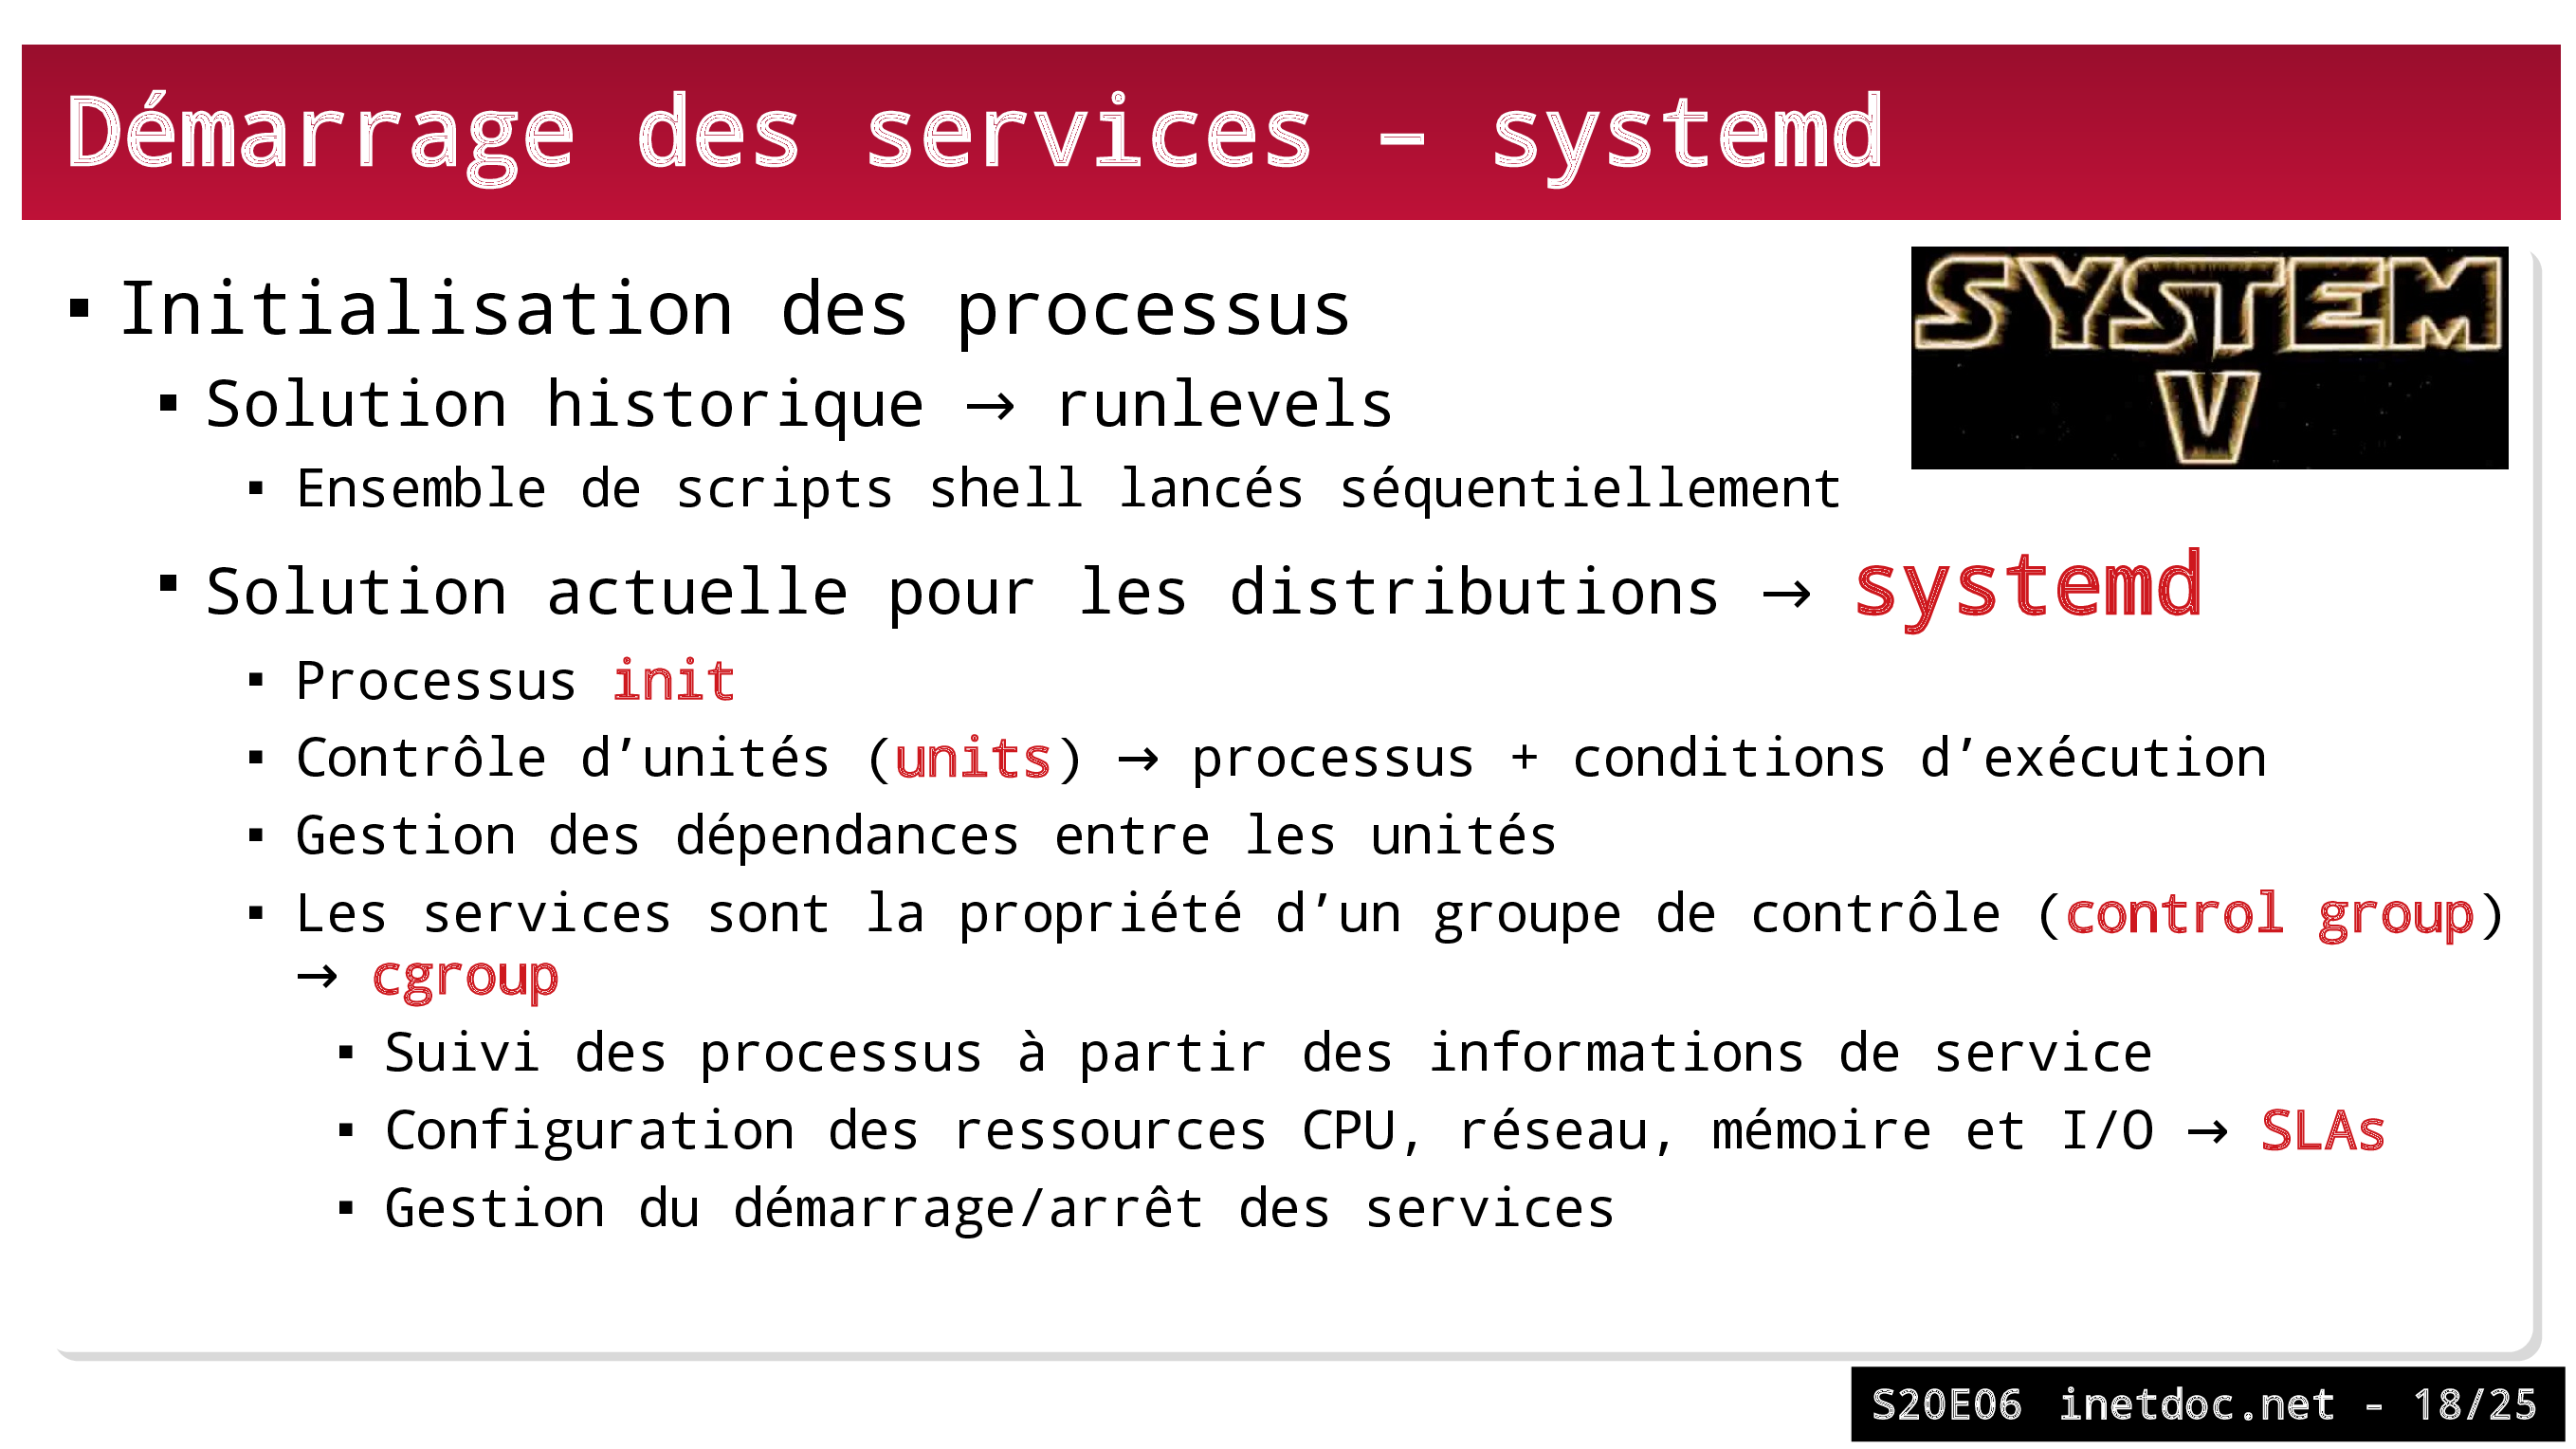 Démarrage des services – systemd
SYSTEM
V
▪ Initialisation des processus
▪ Solution historique → runlevels
▪ Ensemble de scripts shell lancés séquentiellement
▪ Solution actuelle pour les distributions → systemd
▪ Processus init
▪ Contrôle d’unités (units) → processus + conditions d’exécution
▪ Gestion des dépendances entre les unités
▪ Les services sont la propriété d’un groupe de contrôle (control group)
→ cgroup
▪ Suivi des processus à partir des informations de service
▪ Configuration des ressources CPU, réseau, mémoire et I/O → SLAs
▪ Gestion du démarrage/arrêt des services
S20E06 inetdoc.net - 18/25